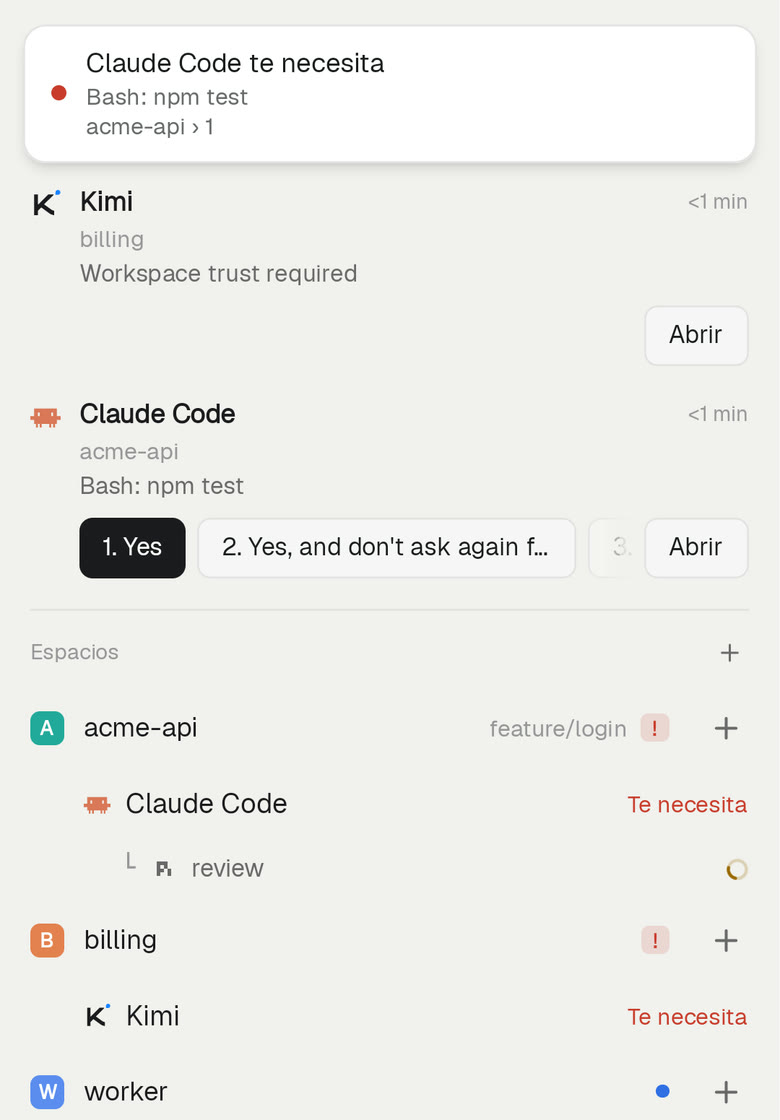 Claude Code te necesita
Bash: npm test
acme-api › 1
Kimi <1 min
billing
Workspace trust required
Abrir
Claude Code <1 min
acme-api
Bash: npm test
1. Yes 2. Yes, and don't ask again f... 3. Abrir
Espacios
A acme-api feature/login !
Claude Code Te necesita
review
B billing !
Kimi Te necesita
W worker